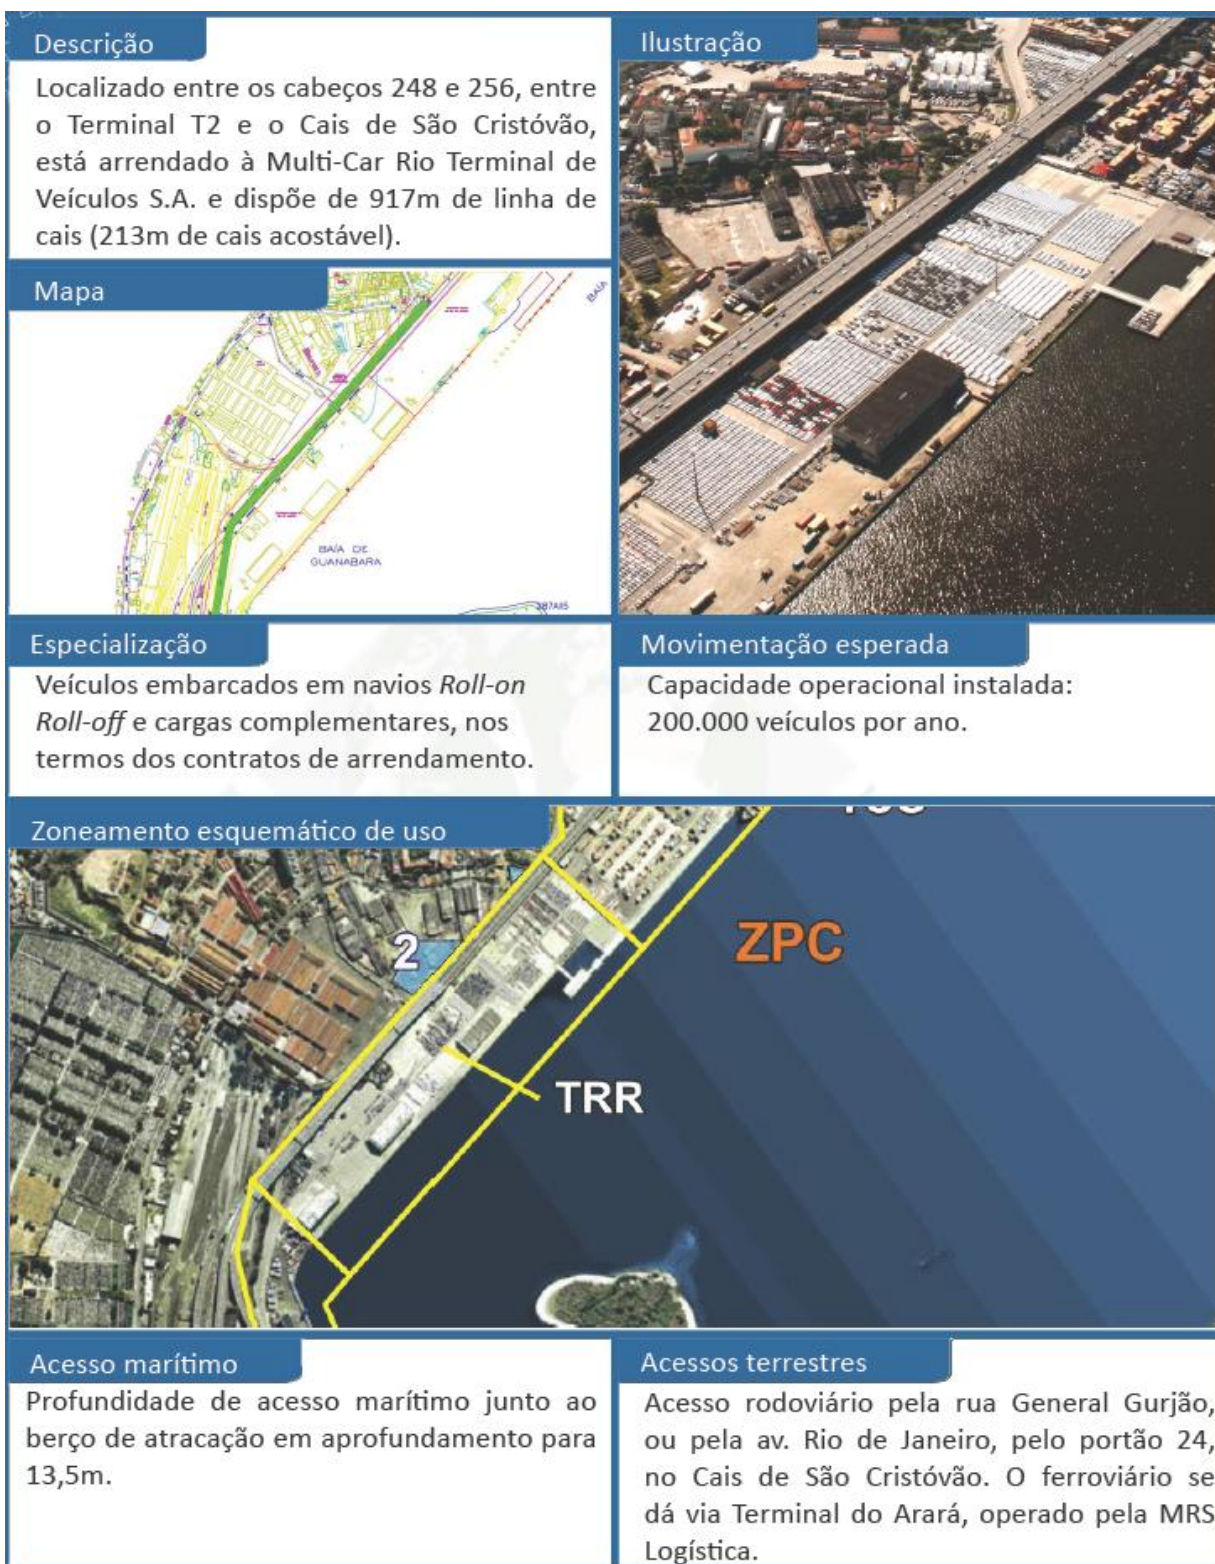 Descrição
Localizado entre os cabeços 248 e 256, entre
o Terminal T2 e o Cais de São Cristóvão,
está arrendado à Multi-Car Rio Terminal de
Veículos S.A. e dispõe de 917m de linha de
cais (213m de cais acostável).
Ilustração
Mapa
BAÍA
BAÍA DE
GUANABARA
Especialização
Veículos embarcados em navios Roll-on
Roll-off e cargas complementares, nos
termos dos contratos de arrendamento.
Movimentação esperada
Capacidade operacional instalada:
200.000 veículos por ano.
Zoneamento esquemático de uso
2
ZPC
TRR
Acesso marítimo
Profundidade de acesso marítimo junto ao
berço de atracação em aprofundamento para
13,5m.
Acessos terrestres
Acesso rodoviário pela rua General Gurjão,
ou pela av. Rio de Janeiro, pelo portão 24,
no Cais de São Cristóvão. O ferroviário se
dá via Terminal do Arará, operado pela MRS
Logística.